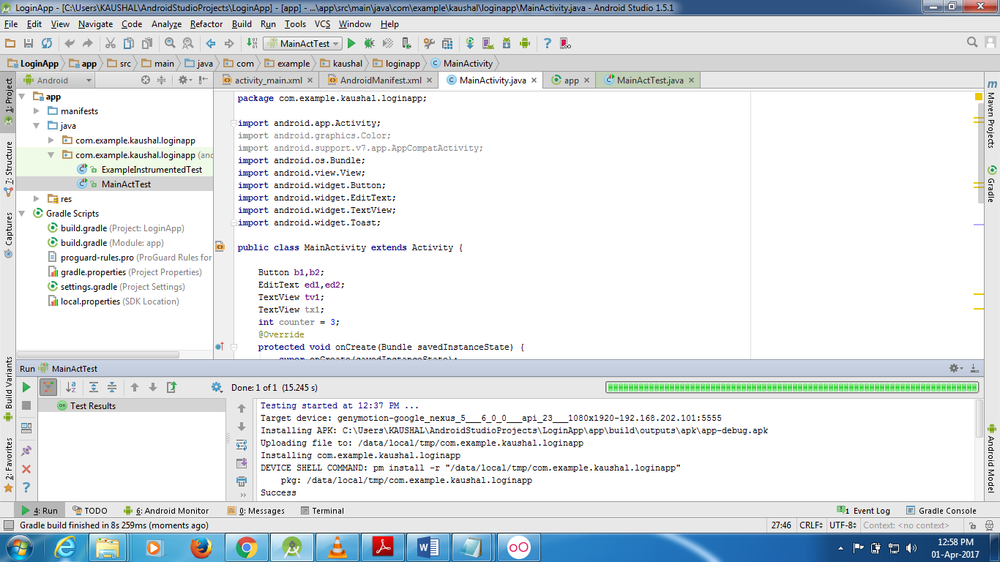 LoginApp - [C:\Users\KAUSHAL\AndroidStudioProjects\LoginApp] - [app] - ...\app\src\main\java\com\example\kaushal\loginapp\MainActivity.java - Android Studio 1.5.1
File Edit View Navigate Code Analyze Refactor Build Run Tools VCS Window Help
MainActTest
LoginApp app src main java com example kaushal loginapp MainActivity
Android
activity_main.xml AndroidManifest.xml MainActivity.java app MainActTest.java
1: Project
7: Structure
Captures
Build Variants
2: Favorites
app
manifests
java
com.example.kaushal.loginapp
com.example.kaushal.loginapp (and
ExampleInstrumentedTest
MainActTest
res
Gradle Scripts
build.gradle (Project: LoginApp)
build.gradle (Module: app)
proguard-rules.pro (ProGuard Rules for
gradle.properties (Project Properties)
settings.gradle (Project Settings)
local.properties (SDK Location)
package com.example.kaushal.loginapp;
import android.app.Activity;
import android.graphics.Color;
import android.support.v7.app.AppCompatActivity;
import android.os.Bundle;
import android.view.View;
import android.widget.Button;
import android.widget.EditText;
import android.widget.TextView;
import android.widget.Toast;
public class MainActivity extends Activity {
Button b1,b2;
EditText ed1,ed2;
TextView tv1;
TextView tx1;
int counter = 3;
@Override
protected void onCreate(Bundle savedInstanceState) {
super.onCreate(savedInstanceState);
Maven Projects
Gradle
Android Model
Run MainActTest
Done: 1 of 1 (15.245 s)
OK Test Results
Testing started at 12:37 PM ...
Target device: genymotion-google_nexus_5___6_0_0___api_23___1080x1920-192.168.202.101:5555
Installing APK: C:\Users\KAUSHAL\AndroidStudioProjects\LoginApp\app\build\outputs\apk\app-debug.apk
Uploading file to: /data/local/tmp/com.example.kaushal.loginapp
Installing com.example.kaushal.loginapp
DEVICE SHELL COMMAND: pm install -r "/data/local/tmp/com.example.kaushal.loginapp"
pkg: /data/local/tmp/com.example.kaushal.loginapp
Success
4: Run TODO 6: Android Monitor 0: Messages Terminal 1 Event Log Gradle Console
Gradle build finished in 8s 259ms (moments ago) 27:46 CRLF UTF-8 Context: <no context>
12:58 PM
01-Apr-2017